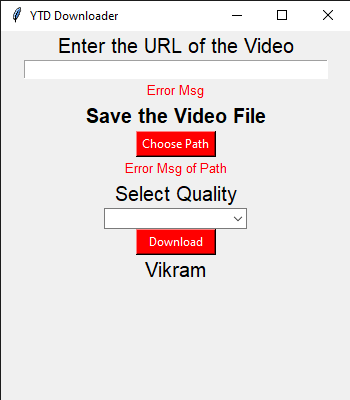 YTD Downloader
Enter the URL of the Video
Error Msg
Save the Video File
Choose Path
Error Msg of Path
Select Quality
Download
Vikram